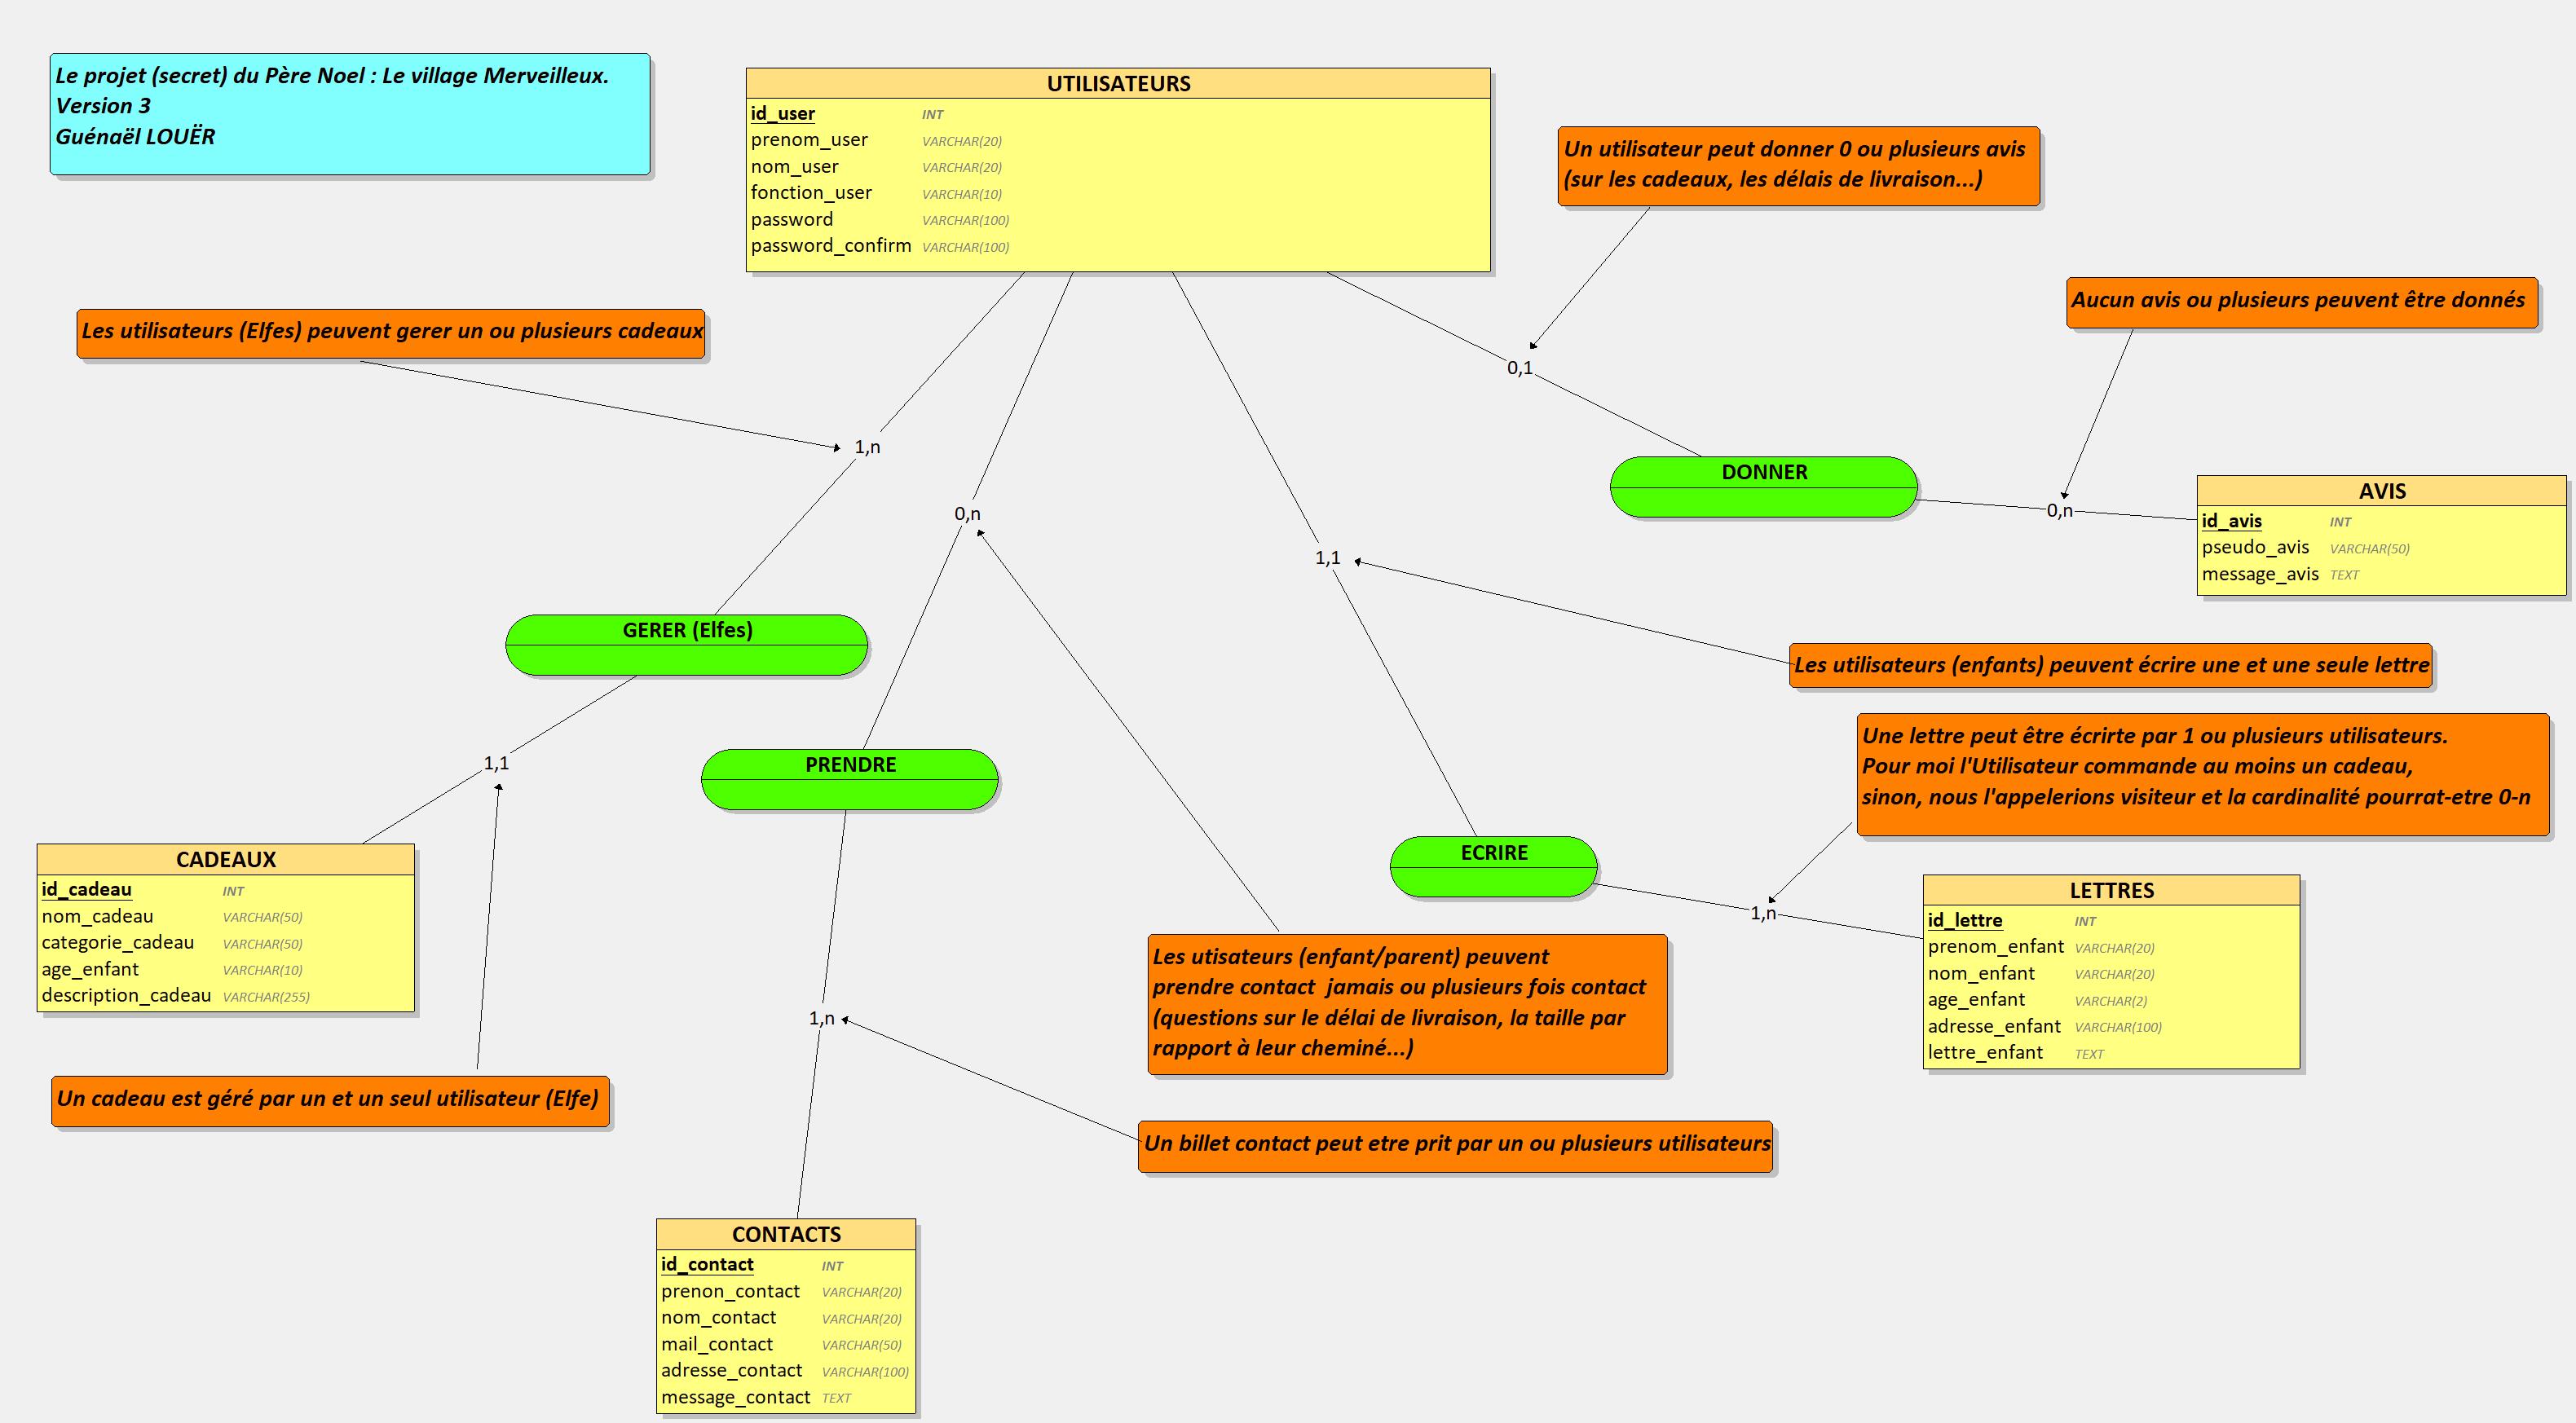 Le projet (secret) du Père Noel : Le village Merveilleux.
Version 3
Guénaël LOUËR
UTILISATEURS
id_user INT
prenom_user VARCHAR(20)
nom_user VARCHAR(20)
fonction_user VARCHAR(10)
password VARCHAR(100)
password_confirm VARCHAR(100)
Un utilisateur peut donner 0 ou plusieurs avis
(sur les cadeaux, les délais de livraison...)
Aucun avis ou plusieurs peuvent être donnés
Les utilisateurs (Elfes) peuvent gerer un ou plusieurs cadeaux
0,1
1,n
DONNER
0,n
AVIS
id_avis INT
pseudo_avis VARCHAR(50)
message_avis TEXT
0,n
1,1
GERER (Elfes)
Les utilisateurs (enfants) peuvent écrire une et une seule lettre
Une lettre peut être écrirte par 1 ou plusieurs utilisateurs.
Pour moi l'Utilisateur commande au moins un cadeau,
sinon, nous l'appelerions visiteur et la cardinalité pourrat-etre 0-n
1,1
PRENDRE
ECRIRE
1,n
LETTRES
id_lettre INT
prenom_enfant VARCHAR(20)
nom_enfant VARCHAR(20)
age_enfant VARCHAR(2)
adresse_enfant VARCHAR(100)
lettre_enfant TEXT
CADEAUX
id_cadeau INT
nom_cadeau VARCHAR(50)
categorie_cadeau VARCHAR(50)
age_enfant VARCHAR(10)
description_cadeau VARCHAR(255)
Les utisateurs (enfant/parent) peuvent
prendre contact jamais ou plusieurs fois contact
(questions sur le délai de livraison, la taille par
rapport à leur cheminé...)
1,n
Un cadeau est géré par un et un seul utilisateur (Elfe)
Un billet contact peut etre prit par un ou plusieurs utilisateurs
CONTACTS
id_contact INT
prenon_contact VARCHAR(20)
nom_contact VARCHAR(20)
mail_contact VARCHAR(50)
adresse_contact VARCHAR(100)
message_contact TEXT